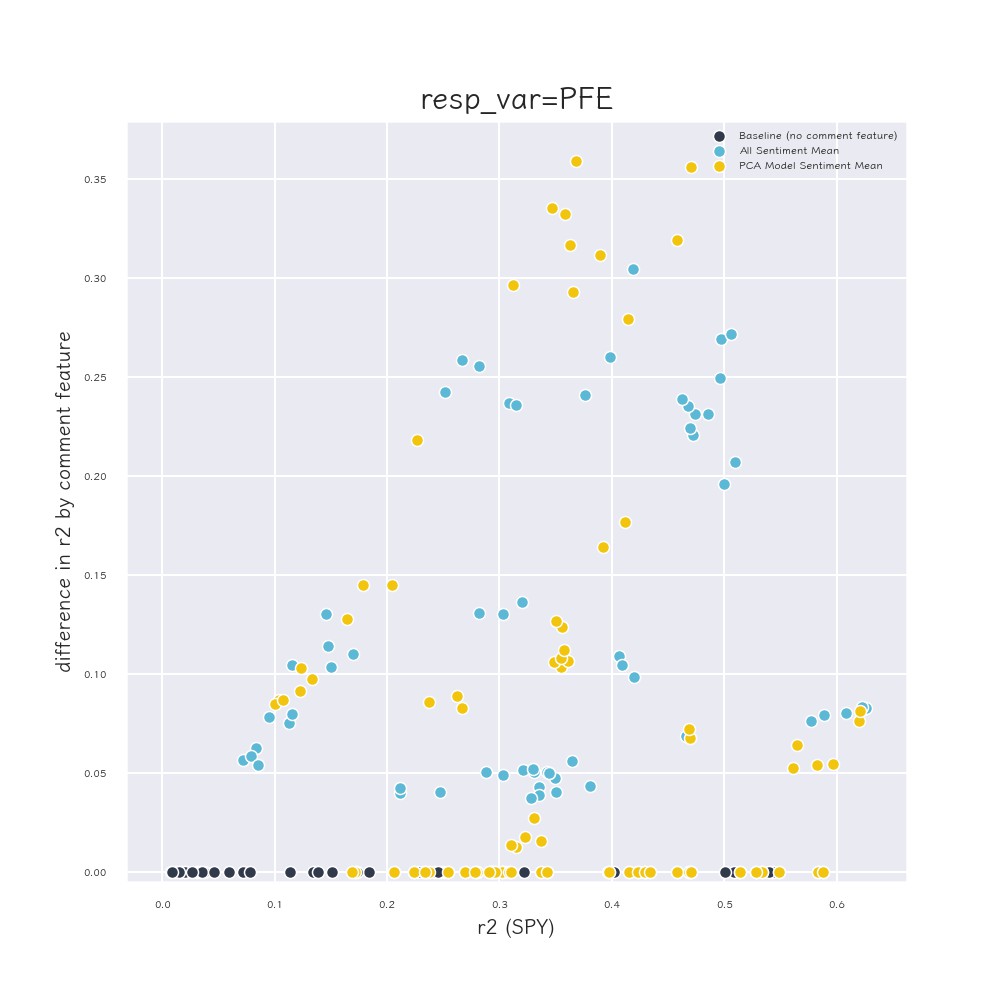 resp_var=PFE
Baseline (no comment feature)
All Sentiment Mean
PCA Model Sentiment Mean
difference in r2 by comment feature
0.35
0.30
0.25
0.20
0.15
0.10
0.05
0.00
0.0 0.1 0.2 0.3 0.4 0.5 0.6
r2 (SPY)